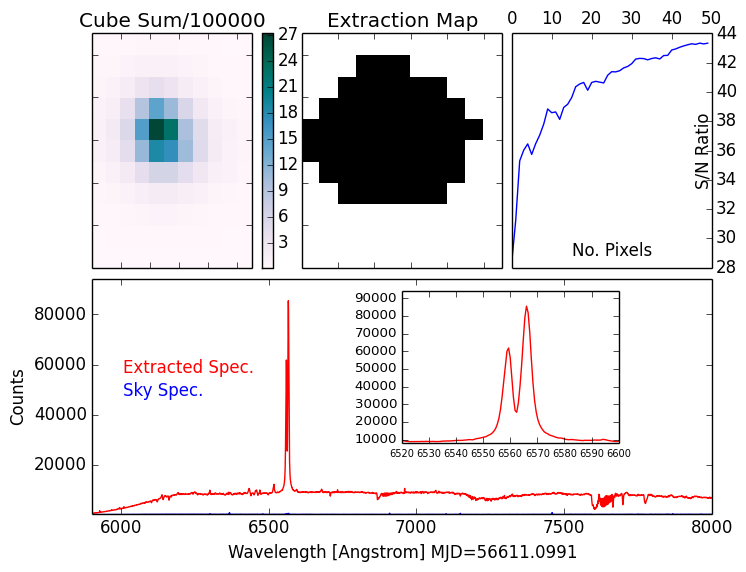 Cube Sum/100000
27
24
21
18
15
12
9
6
3
Extraction Map
0 10 20 30 40 50
44
42
40
38
36
34
32
30
28
S/N Ratio
No. Pixels
80000
60000
40000
20000
Counts
Extracted Spec.
Sky Spec.
90000
80000
70000
60000
50000
40000
30000
20000
10000
6520 6530 6540 6550 6560 6570 6580 6590 6600
6000 6500 7000 7500 8000
Wavelength [Angstrom] MJD=56611.0991